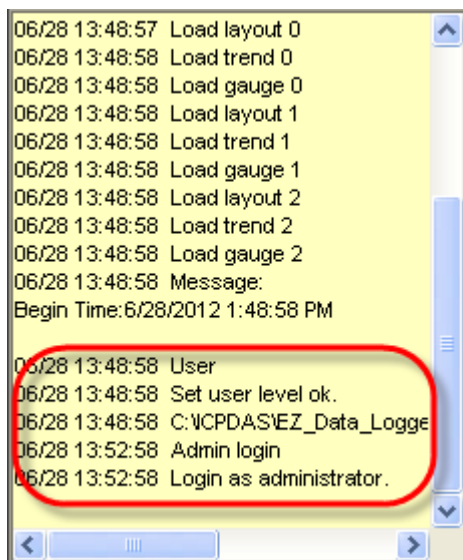 06/28 13:48:57 Load layout 0
06/28 13:48:58 Load trend 0
06/28 13:48:58 Load gauge 0
06/28 13:48:58 Load layout 1
06/28 13:48:58 Load trend 1
06/28 13:48:58 Load gauge 1
06/28 13:48:58 Load layout 2
06/28 13:48:58 Load trend 2
06/28 13:48:58 Load gauge 2
06/28 13:48:58 Message:
Begin Time:6/28/2012 1:48:58 PM
06/28 13:48:58 User
06/28 13:48:58 Set user level ok.
06/28 13:48:58 C:\ICPDAS\EZ_Data_Logge
06/28 13:52:58 Admin login
06/28 13:52:58 Login as administrator.